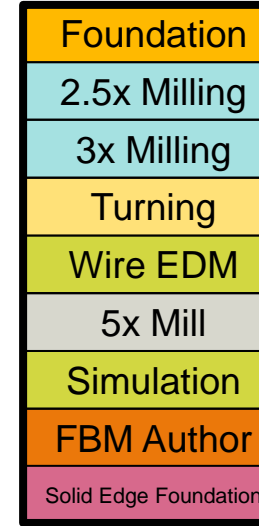 Foundation
2.5x Milling
3x Milling
Turning
Wire EDM
5x Mill
Simulation
FBM Author
Solid Edge Foundation